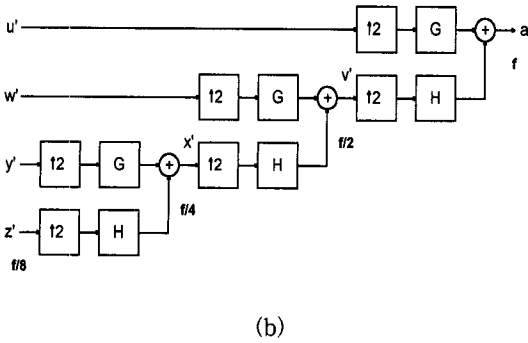 u' ↑2 G + a
f
w' ↑2 G + v' ↑2 H
f/2
y' ↑2 G + x' ↑2 H
f/4
z' ↑2 H
f/8
(b)